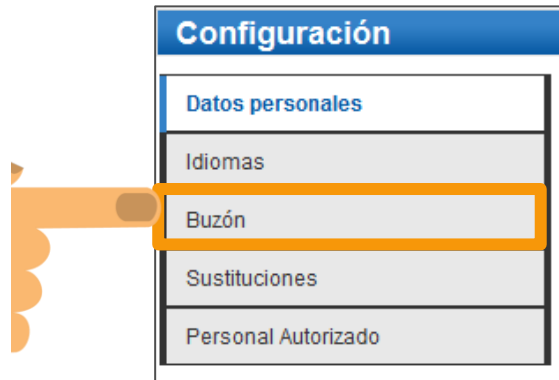 Configuración
Datos personales
Idiomas
Buzón
Sustituciones
Personal Autorizado